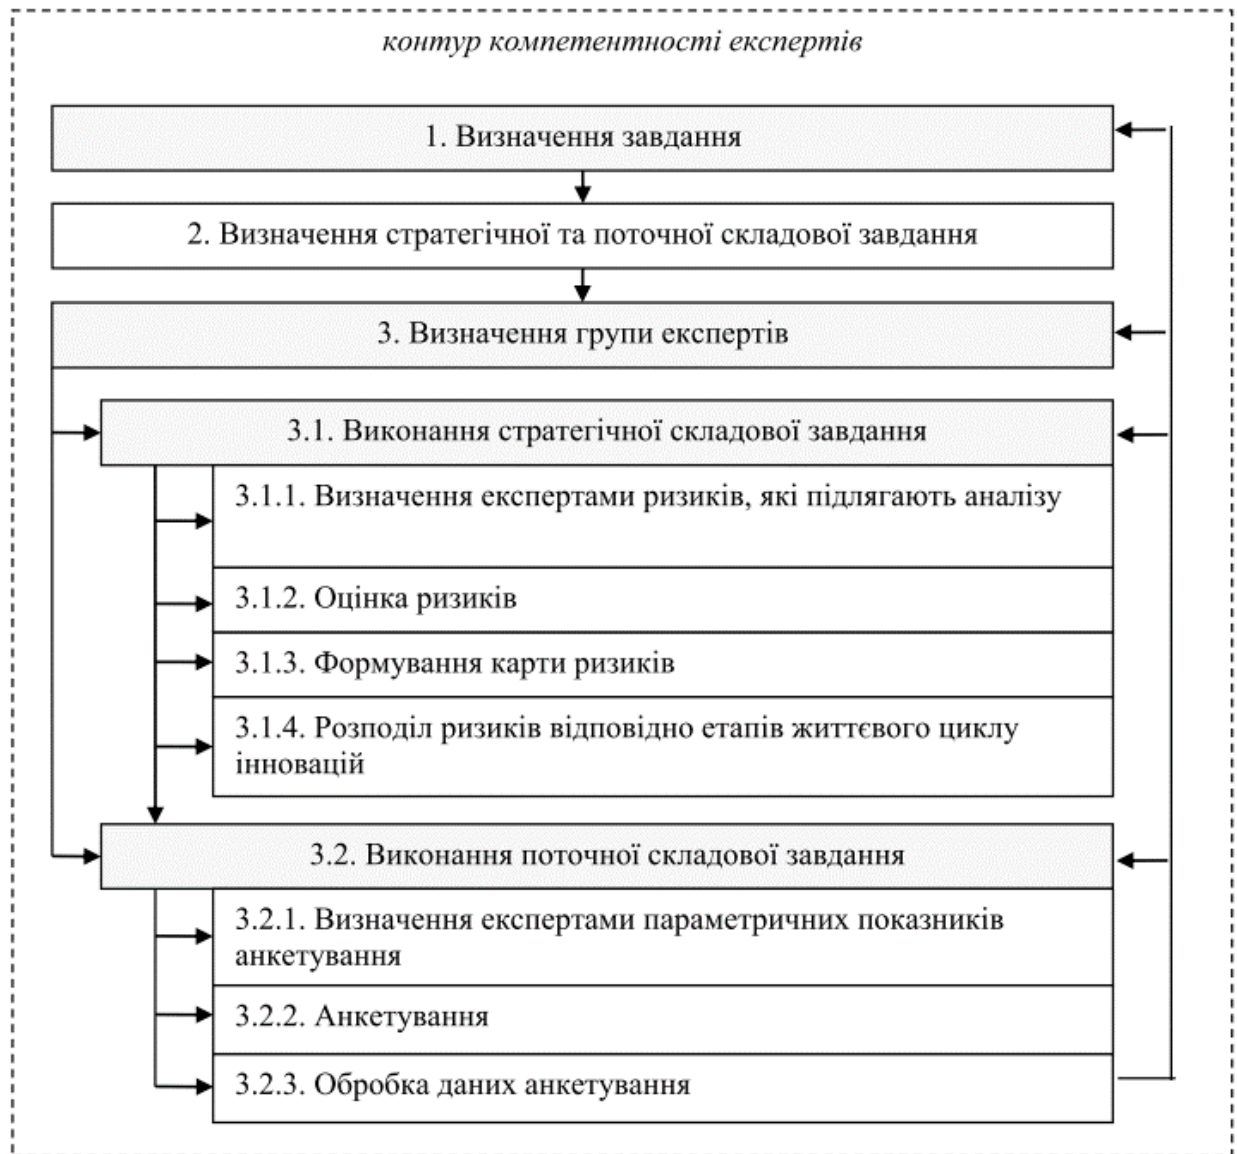 контур компетентності експертів
1. Визначення завдання
2. Визначення стратегічної та поточної складової завдання
3. Визначення групи експертів
3.1. Виконання стратегічної складової завдання
3.1.1. Визначення експертами ризиків, які підлягають аналізу
3.1.2. Оцінка ризиків
3.1.3. Формування карти ризиків
3.1.4. Розподіл ризиків відповідно етапів життєвого циклу
інновацій
3.2. Виконання поточної складової завдання
3.2.1. Визначення експертами параметричних показників
анкетування
3.2.2. Анкетування
3.2.3. Обробка даних анкетування